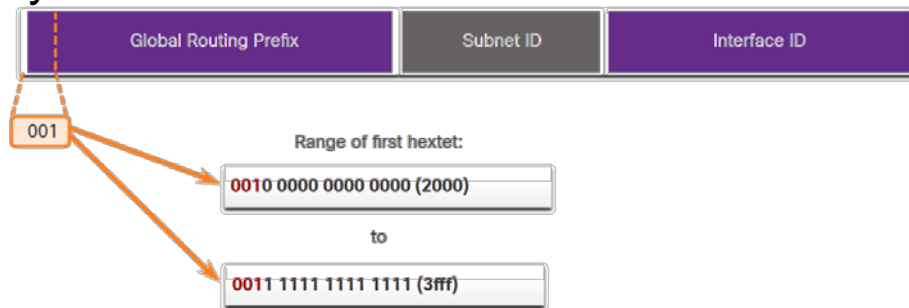 Global Routing Prefix Subnet ID Interface ID
001
Range of first hextet:
0010 0000 0000 0000 (2000)
to
0011 1111 1111 1111 (3fff)